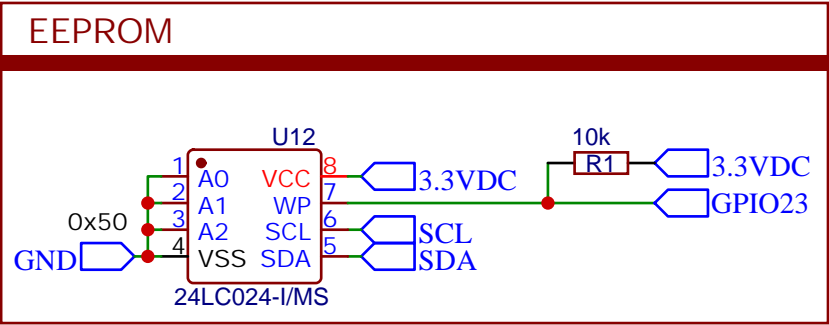 EEPROM
U12
10k
1 A0 VCC 8 3.3VDC R1 3.3VDC
2 A1 WP 7 GPIO23
0x50 3 A2 SCL 6 SCL
GND 4 VSS SDA 5 SDA
24LC024-I/MS